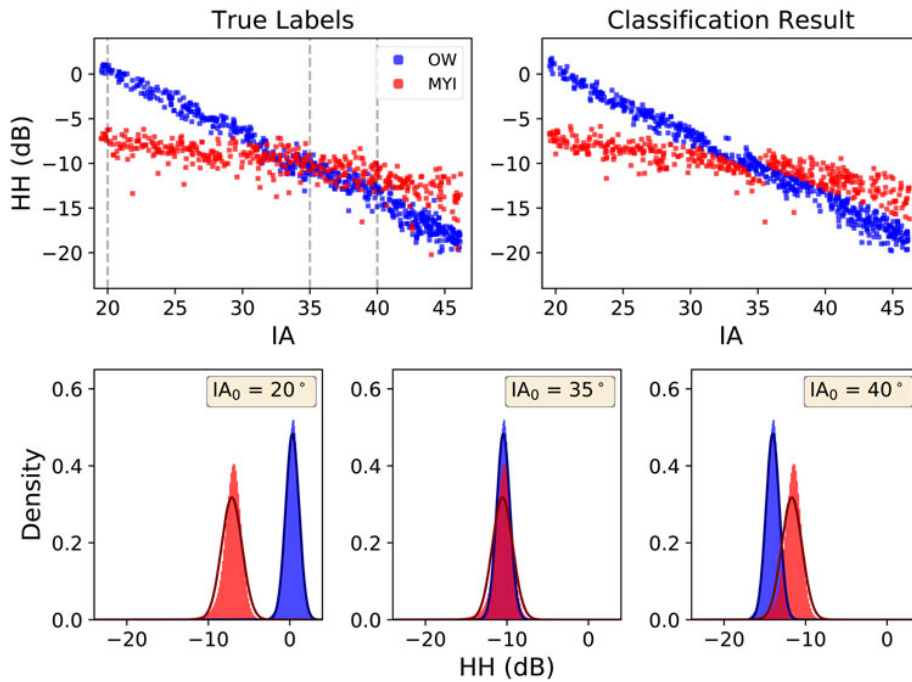 True Labels
Classification Result
HH (dB)
0
−5
−10
−15
−20
OW
MYI
20 25 30 35 40 45
IA
0
−5
−10
−15
−20
20 25 30 35 40 45
IA
Density
0.6
0.4
0.2
0.0
IA₀ = 20°
−20 −10 0
0.6
0.4
0.2
0.0
IA₀ = 35°
−20 −10 0
0.6
0.4
0.2
0.0
IA₀ = 40°
−20 −10 0
HH (dB)